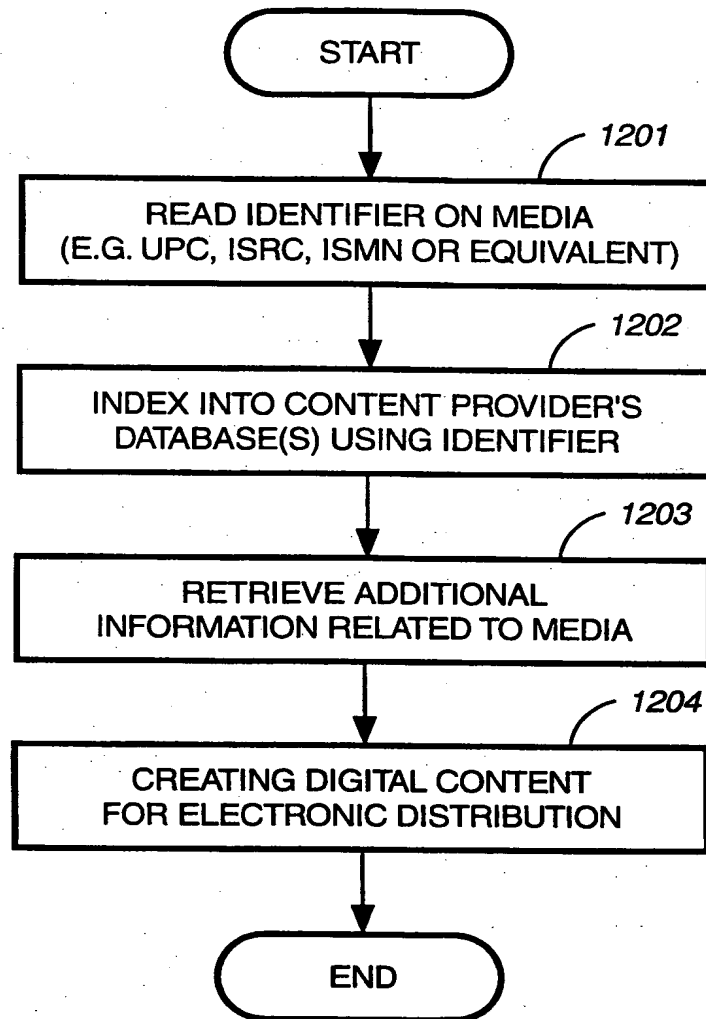 START
1201
READ IDENTIFIER ON MEDIA
(E.G. UPC, ISRC, ISMN OR EQUIVALENT)
1202
INDEX INTO CONTENT PROVIDER'S
DATABASE(S) USING IDENTIFIER
1203
RETRIEVE ADDITIONAL
INFORMATION RELATED TO MEDIA
1204
CREATING DIGITAL CONTENT
FOR ELECTRONIC DISTRIBUTION
END